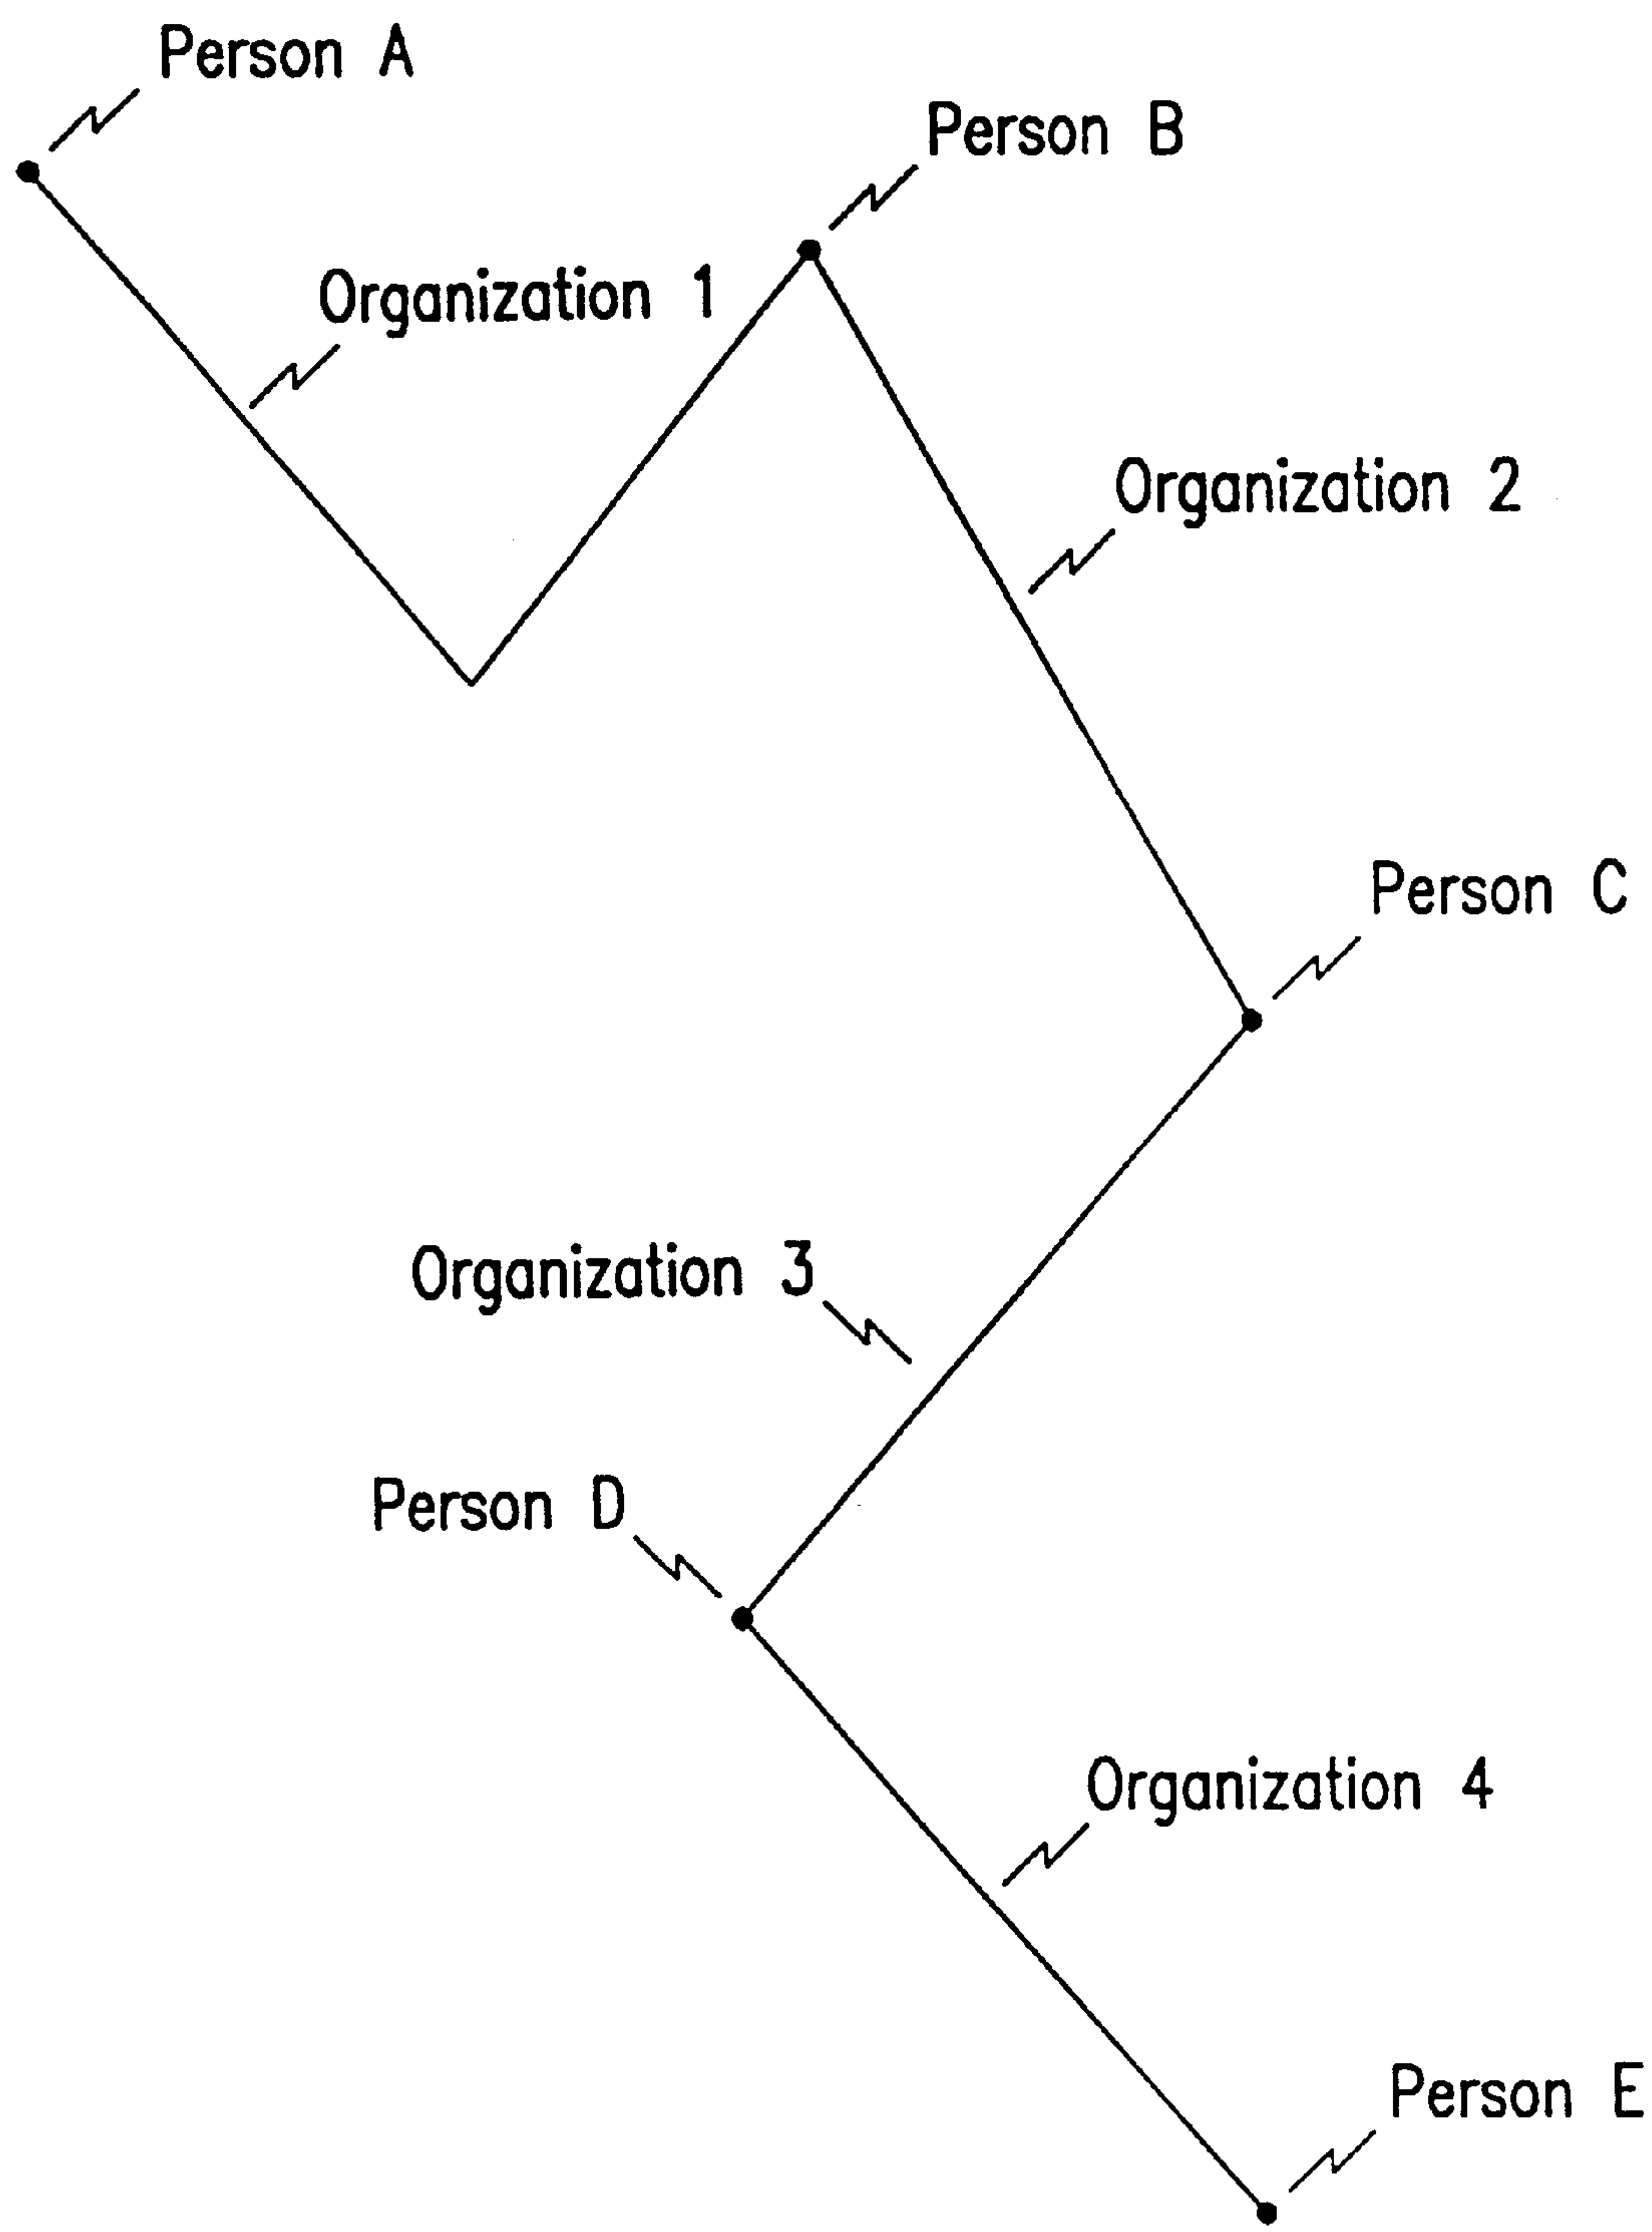 Person A
Person B
Organization 1
Organization 2
Person C
Organization 3
Person D
Organization 4
Person E